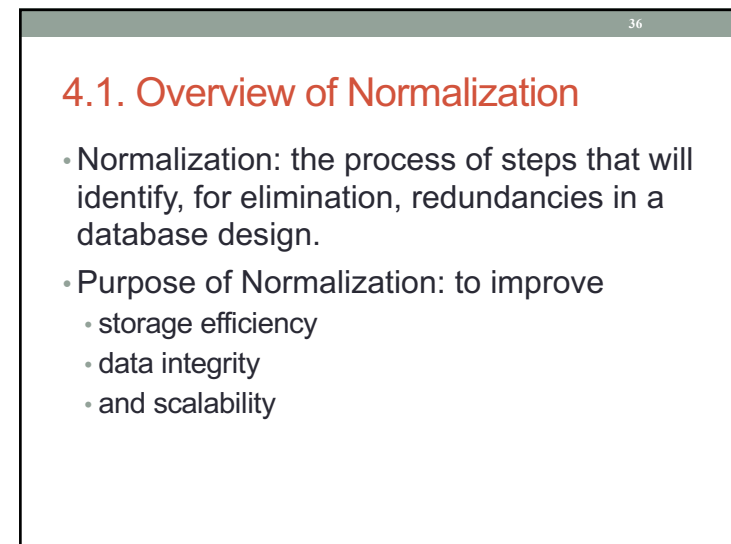 36
4.1. Overview of Normalization
• Normalization: the process of steps that will
identify, for elimination, redundancies in a
database design.
• Purpose of Normalization: to improve
• storage efficiency
• data integrity
• and scalability